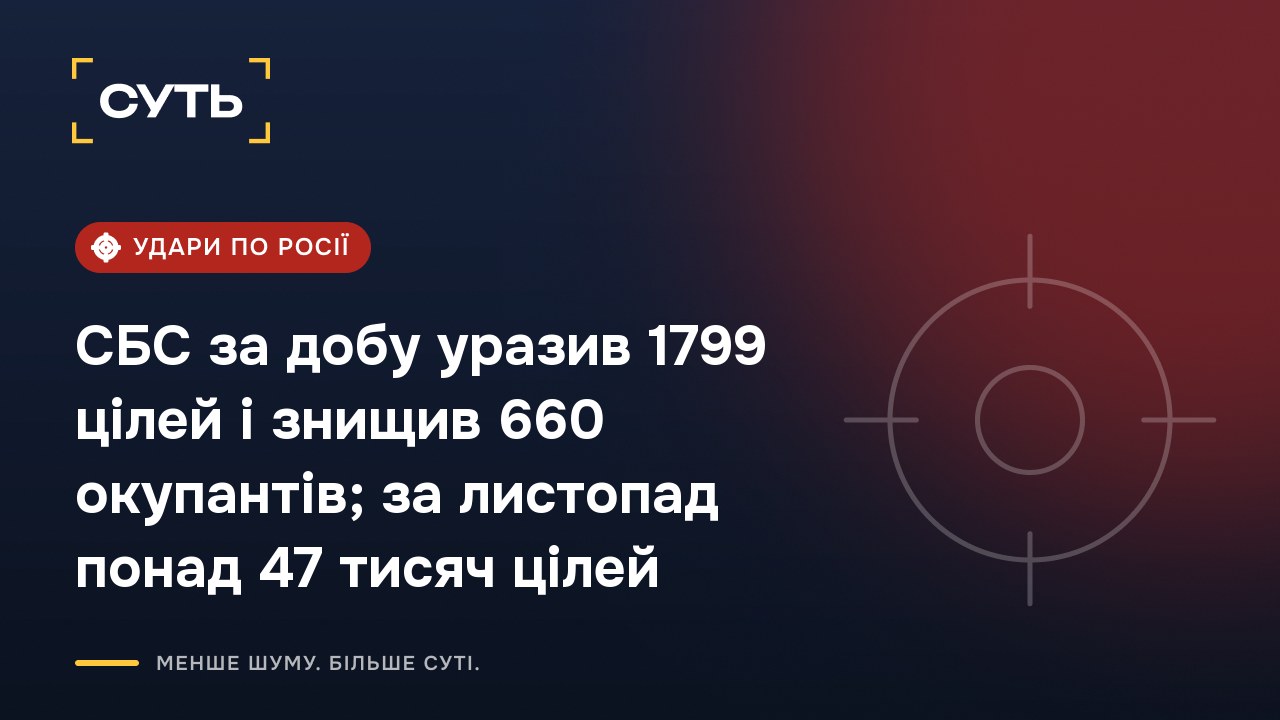 СУТЬ
УДАРИ ПО РОСІЇ
СБС за добу уразив 1799
цілей і знищив 660
окупантів; за листопад
понад 47 тисяч цілей
МЕНШЕ ШУМУ. БІЛЬШЕ СУТІ.